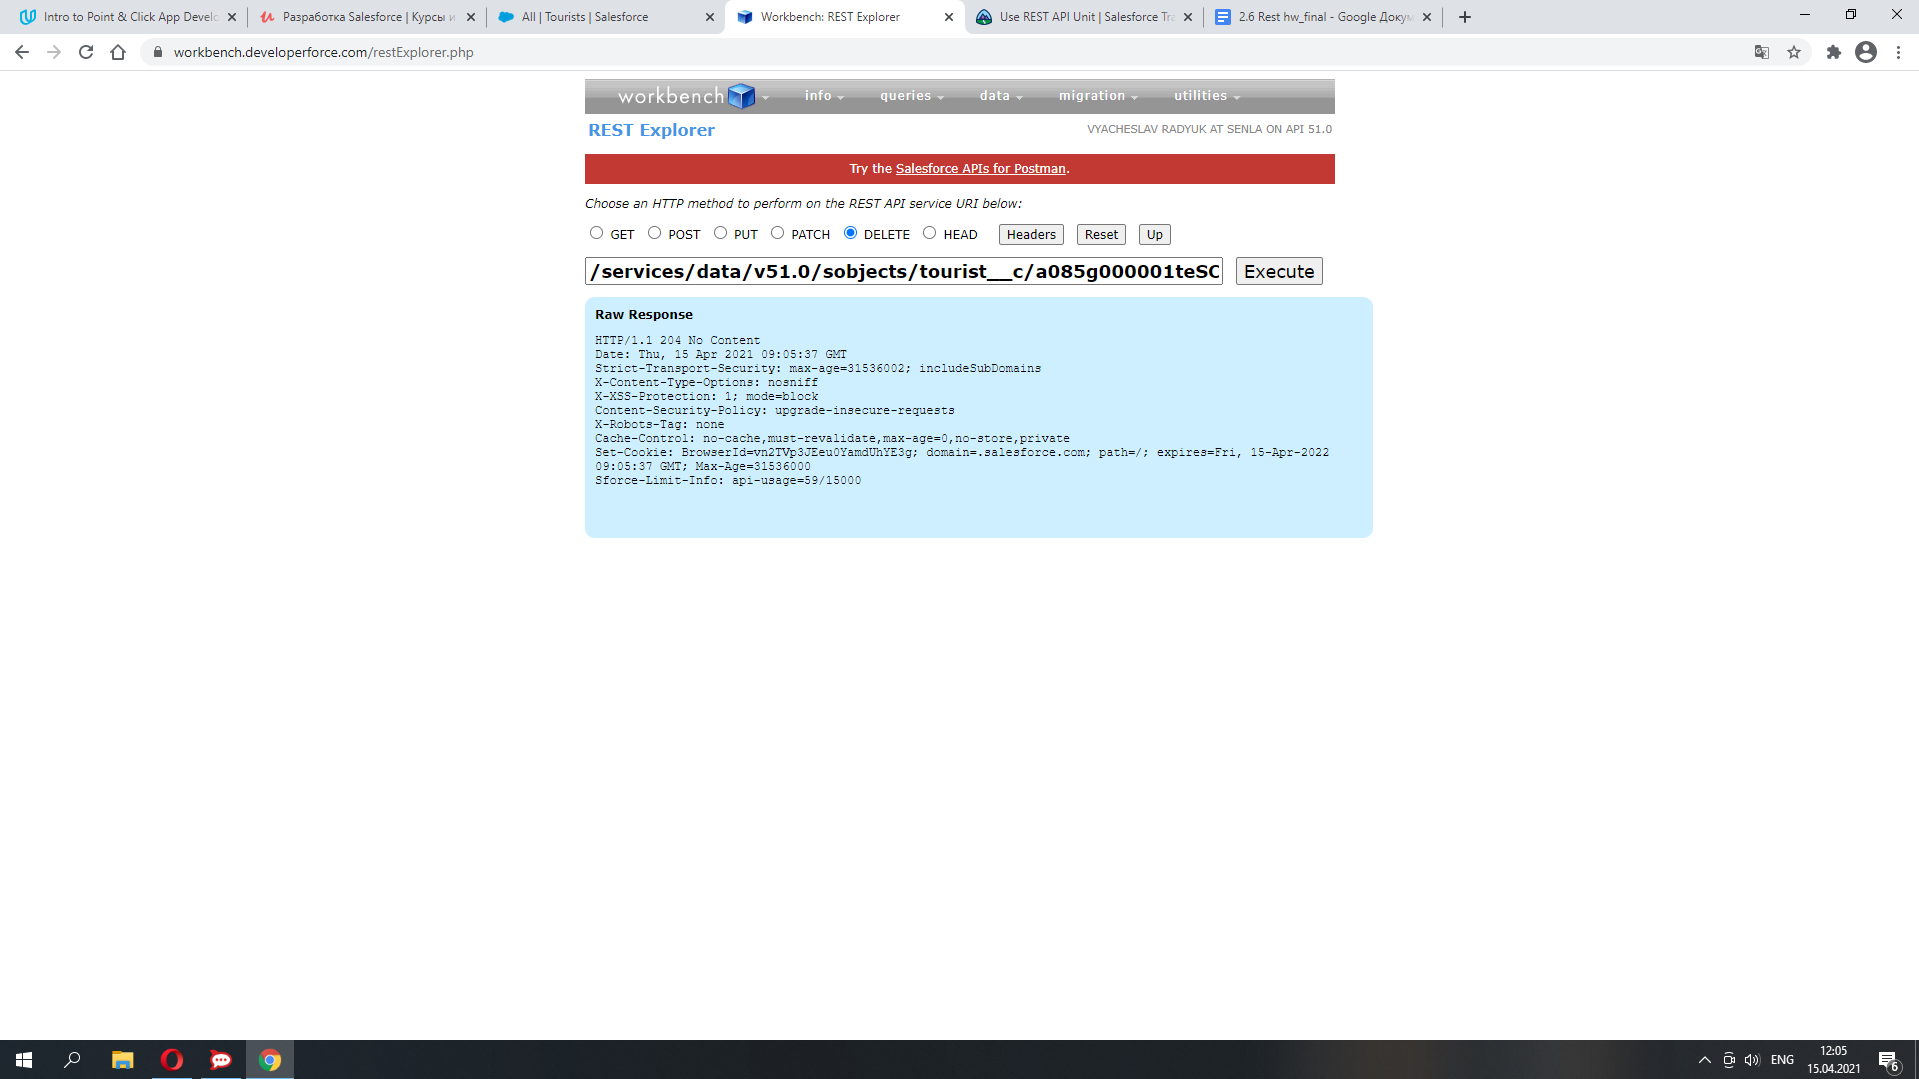 Intro to Point & Click App Develo
Разработка Salesforce | Курсы и
All | Tourists | Salesforce
Workbench: REST Explorer
Use REST API Unit | Salesforce Tra
2.6 Rest hw_final - Google Докум
workbench.developerforce.com/restExplorer.php
workbench
info
queries
data
migration
utilities
REST Explorer
VYACHESLAV RADYUK AT SENLA ON API 51.0
Try the Salesforce APIs for Postman.
Choose an HTTP method to perform on the REST API service URI below:
GET POST PUT PATCH DELETE HEAD Headers Reset Up
/services/data/v51.0/sobjects/tourist__c/a085g000001teSC Execute
Raw Response
HTTP/1.1 204 No Content
Date: Thu, 15 Apr 2021 09:05:37 GMT
Strict-Transport-Security: max-age=31536002; includeSubDomains
X-Content-Type-Options: nosniff
X-XSS-Protection: 1; mode=block
Content-Security-Policy: upgrade-insecure-requests
X-Robots-Tag: none
Cache-Control: no-cache,must-revalidate,max-age=0,no-store,private
Set-Cookie: BrowserId=vn2TVp3JEeu0YamdUhYE3g; domain=.salesforce.com; path=/; expires=Fri, 15-Apr-2022
09:05:37 GMT; Max-Age=31536000
Sforce-Limit-Info: api-usage=59/15000
ENG
12:05
15.04.2021
6